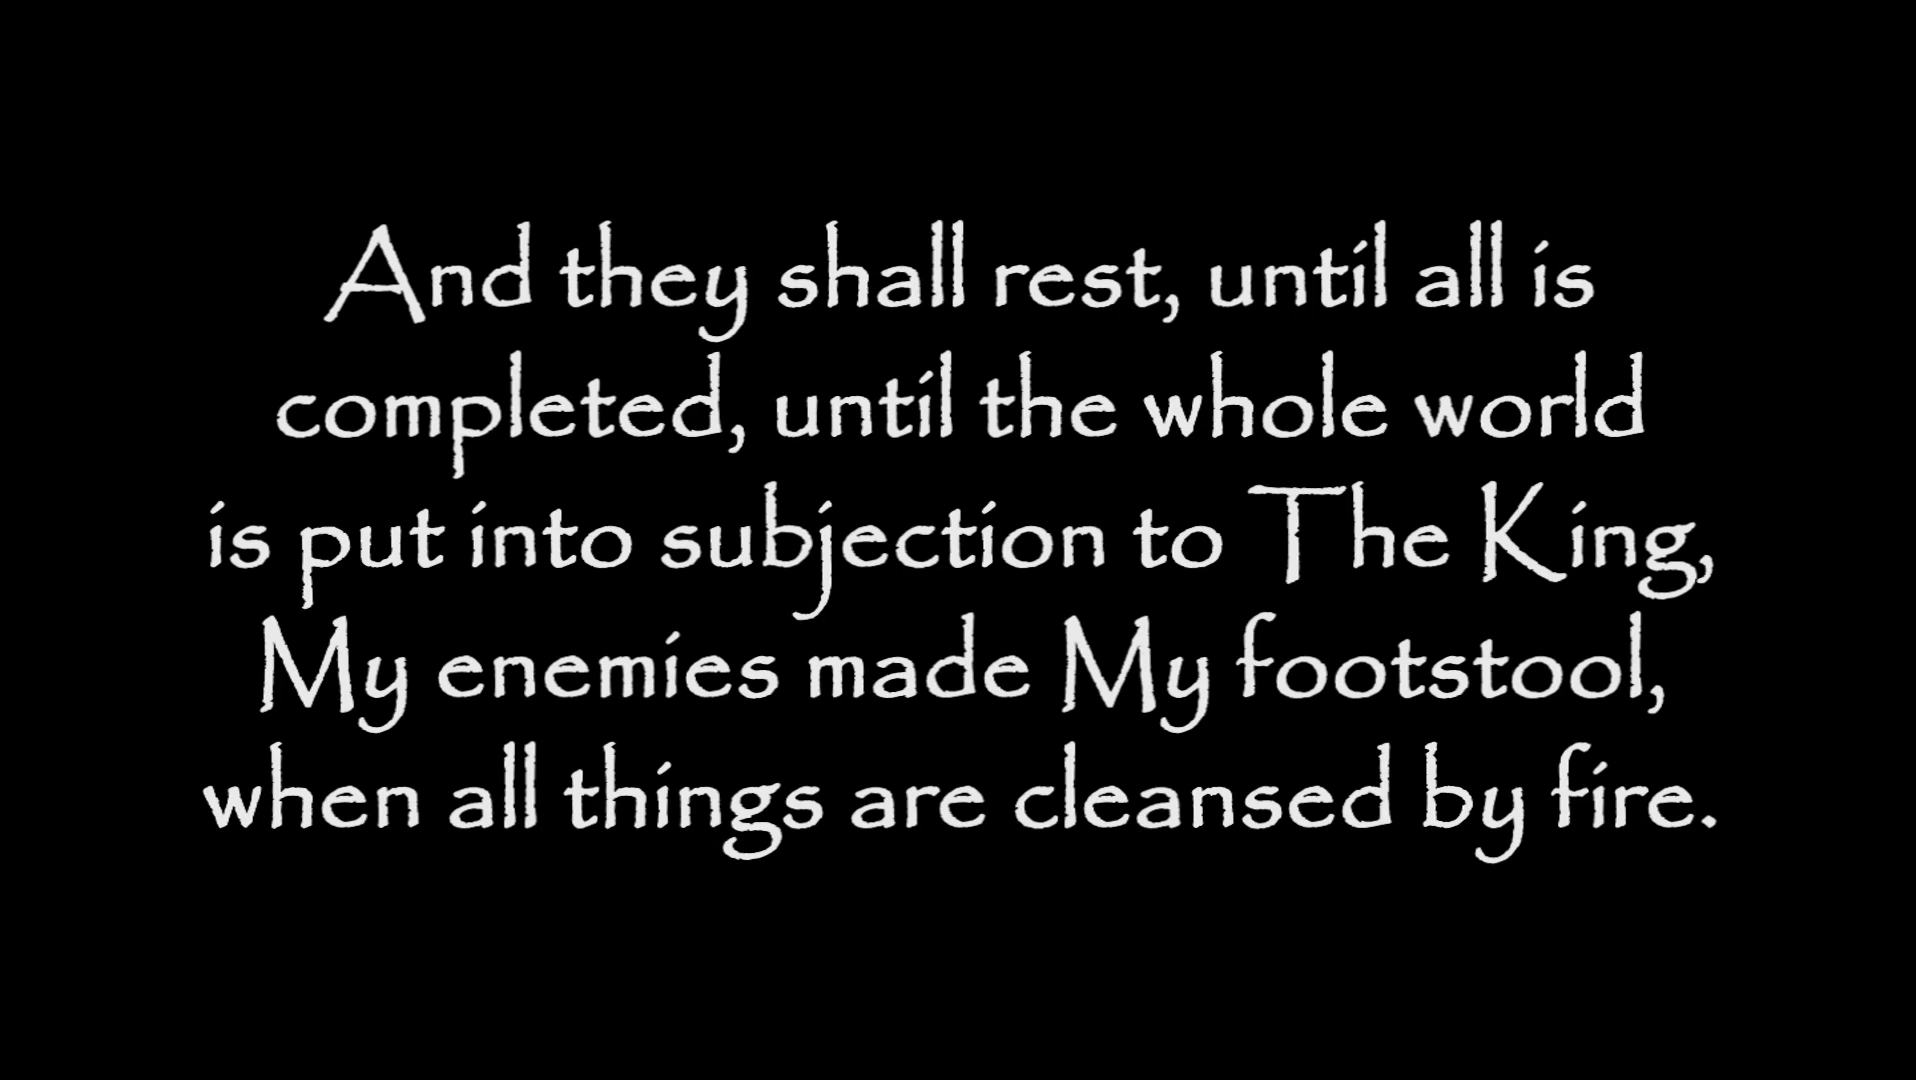 And they shall rest, until all is
completed, until the whole world
is put into subjection to The King,
My enemies made My footstool,
when all things are cleansed by fire.